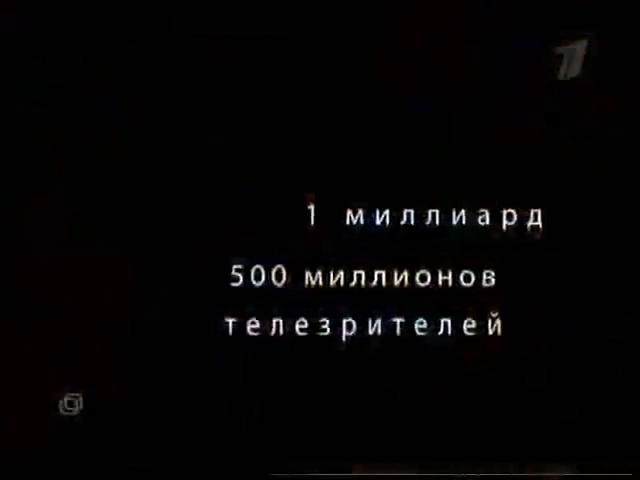 1 миллиард
500 миллионов
телезрителей